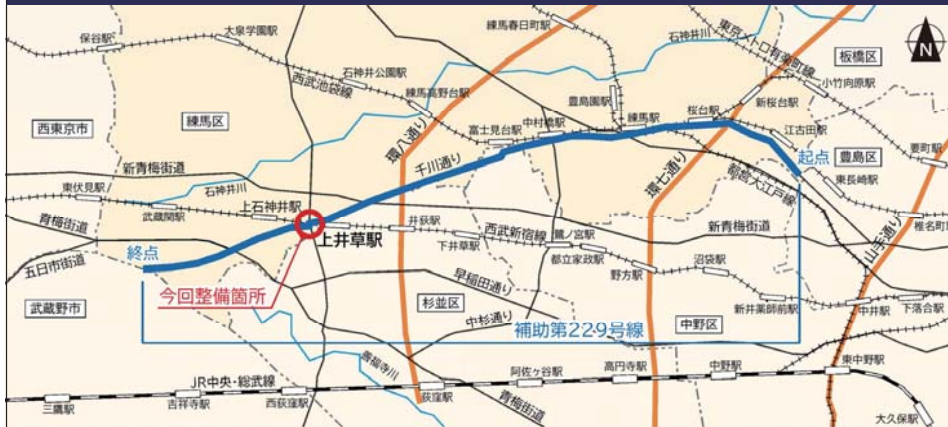 練馬春日町駅
石神井川
東京メトロ有楽町線
板橋区
N
保谷駅
大泉学園駅
石神井公園駅
西武池袋線
練馬高野台駅
豊島園駅
小竹向原駅
新桜台駅
西東京市
練馬区
環八通り
富士見台駅
中村橋駅
練馬駅
桜台駅
江古田駅
要町駅
新青梅街道
千川通り
環七通り
起点
豊島区
東伏見駅
石神井川
都営大江戸線
東長崎駅
武蔵関駅
上石神井駅
青梅街道
上井草駅
井荻駅
西武新宿線
鷺ノ宮駅
新青梅街道
椎名町駅
下井草駅
都立家政駅
山手通り
五日市街道
終点
野方駅
沼袋駅
今回整備箇所
早稲田通り
武蔵野市
杉並区
新井薬師前駅
中井駅
下落合駅
中杉通り
補助第229号線
中野区
善福寺川
JR中央・総武線
阿佐ヶ谷駅
高円寺駅
中野駅
東中野駅
三鷹駅
吉祥寺駅
西荻窪駅
荻窪駅
青梅街道
大久保駅